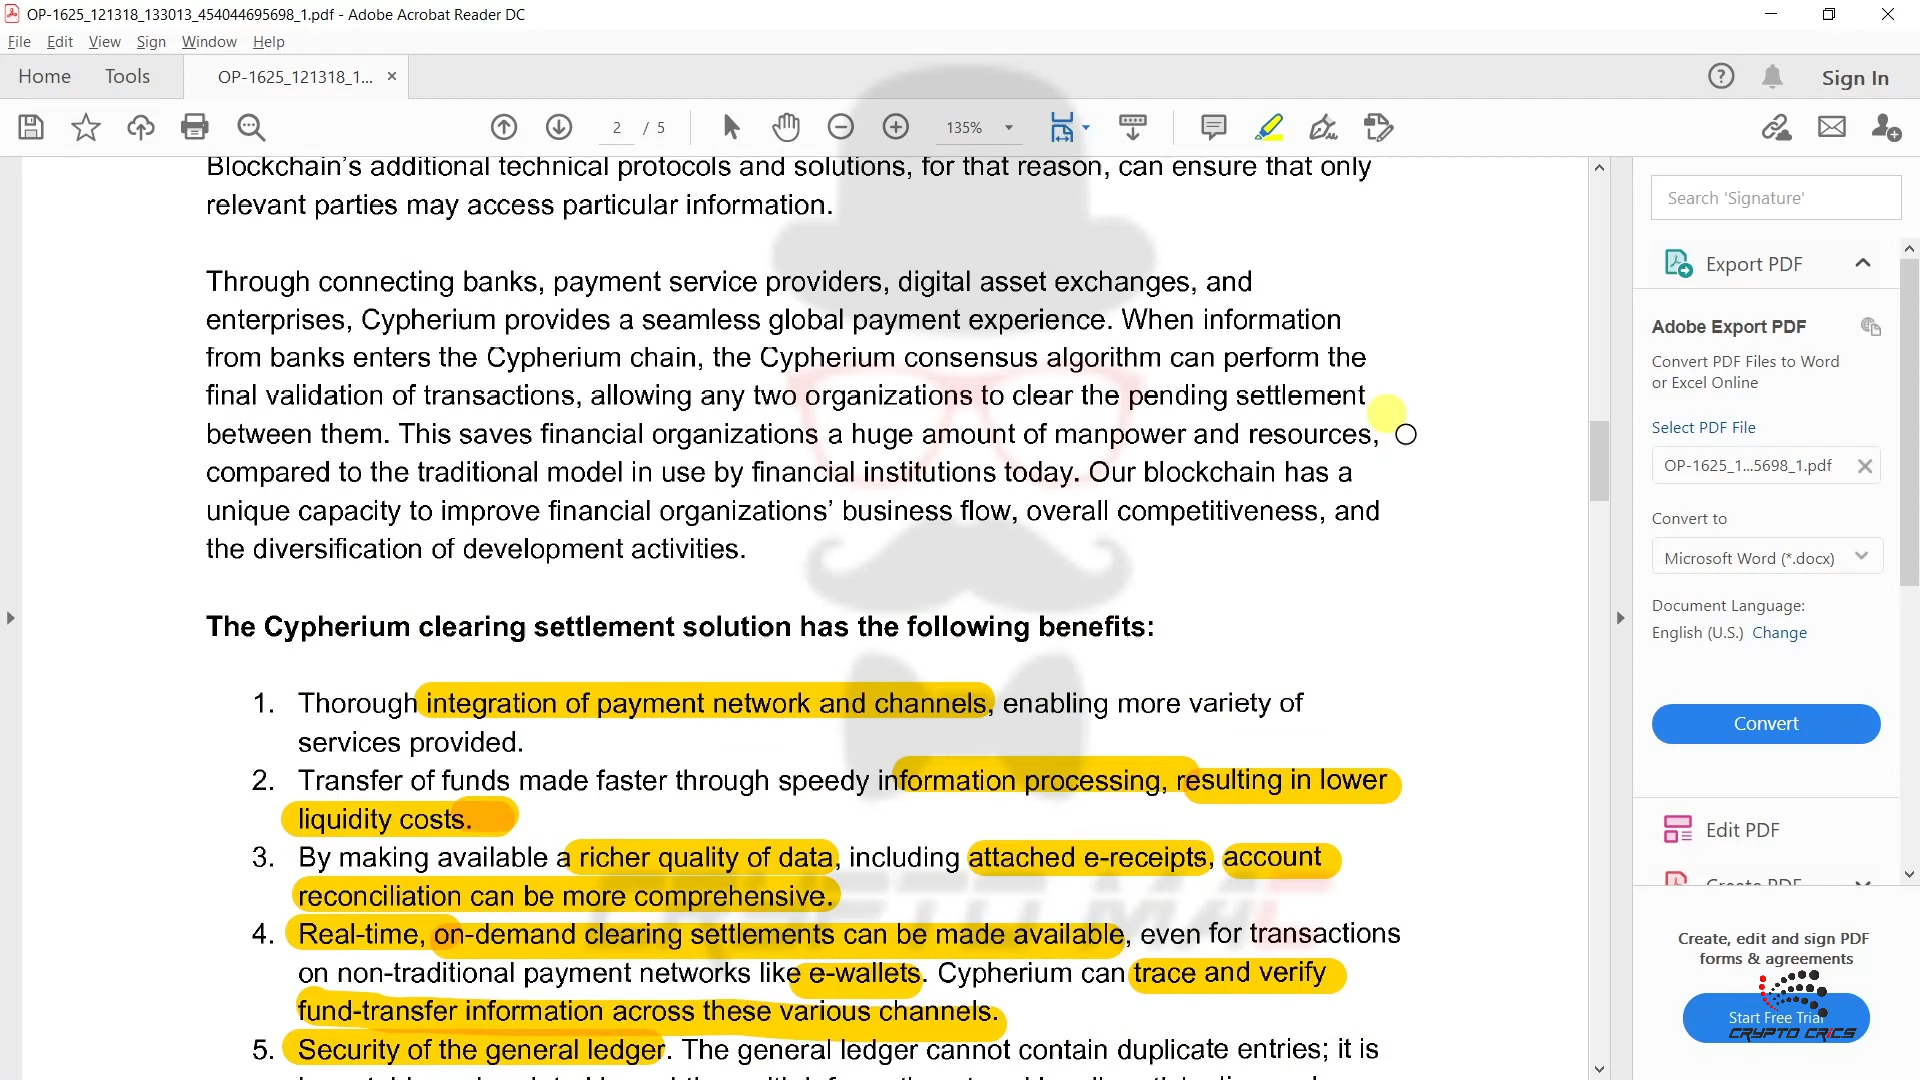 OP-1625_121318_133013_454044695698_1.pdf - Adobe Acrobat Reader DC
File Edit View Sign Window Help
Home Tools OP-1625_121318_1... × Sign In
2 / 5 135%
Blockchain's additional technical protocols and solutions, for that reason, can ensure that only
relevant parties may access particular information.
Through connecting banks, payment service providers, digital asset exchanges, and
enterprises, Cypherium provides a seamless global payment experience. When information
from banks enters the Cypherium chain, the Cypherium consensus algorithm can perform the
final validation of transactions, allowing any two organizations to clear the pending settlement
between them. This saves financial organizations a huge amount of manpower and resources,
compared to the traditional model in use by financial institutions today. Our blockchain has a
unique capacity to improve financial organizations' business flow, overall competitiveness, and
the diversification of development activities.
The Cypherium clearing settlement solution has the following benefits:
1. Thorough integration of payment network and channels, enabling more variety of
services provided.
2. Transfer of funds made faster through speedy information processing, resulting in lower
liquidity costs.
3. By making available a richer quality of data, including attached e-receipts, account
reconciliation can be more comprehensive.
4. Real-time, on-demand clearing settlements can be made available, even for transactions
on non-traditional payment networks like e-wallets. Cypherium can trace and verify
fund-transfer information across these various channels.
5. Security of the general ledger. The general ledger cannot contain duplicate entries; it is
Search 'Signature'
Export PDF
Adobe Export PDF
Convert PDF Files to Word
or Excel Online
Select PDF File
OP-1625_1...5698_1.pdf
Convert to
Microsoft Word (*.docx)
Document Language:
English (U.S.) Change
Convert
Edit PDF
Create PDF
Create, edit and sign PDF
forms & agreements
Start Free Trial
CRYPTO CRICS